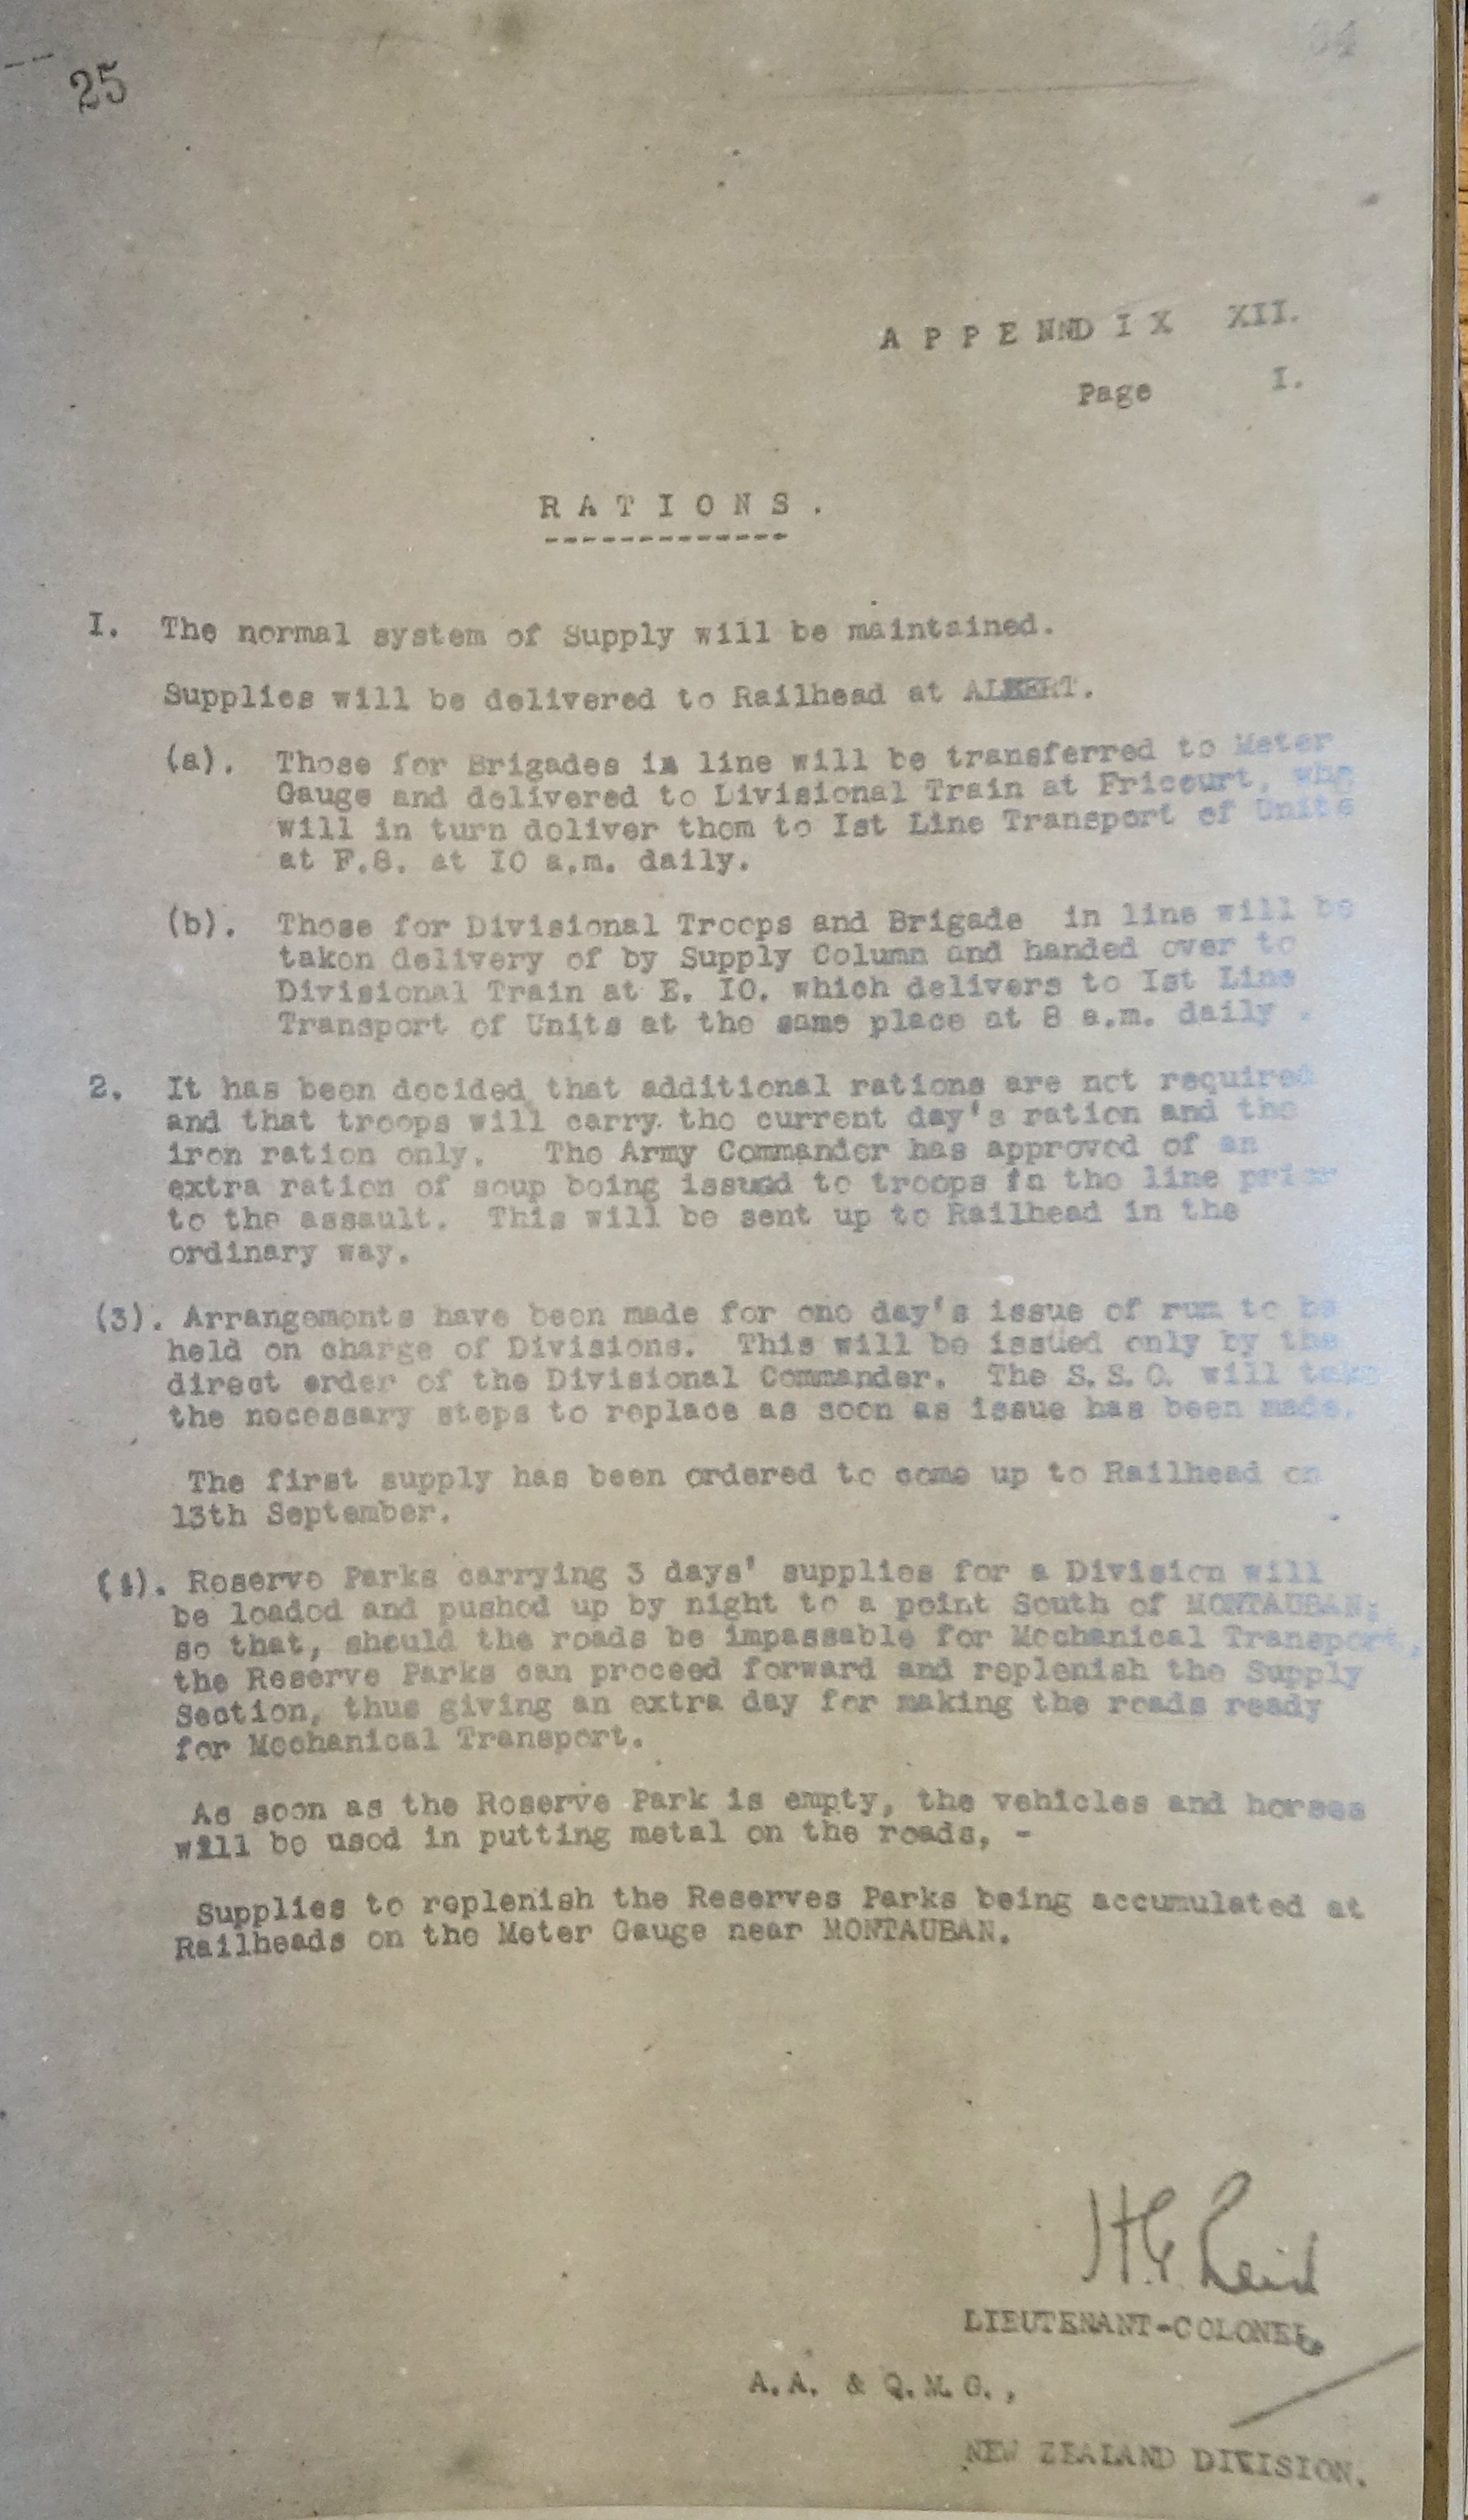 25
34
A P P E N D I X XII.
Page I.
R A T I O N S .
-------------
I. The normal system of Supply will be maintained.
Supplies will be delivered to Railhead at ALBERT.
(a). Those for Brigades in line will be transferred to Meter
Gauge and delivered to Divisional Train at Fricourt, who
will in turn deliver them to Ist Line Transport of Units
at F.8. at IO a.m. daily.
(b). Those for Divisional Troops and Brigade in line will be
taken delivery of by Supply Column and handed over to
Divisional Train at E. IO. which delivers to Ist Line
Transport of Units at the same place at 8 a.m. daily .
2. It has been decided that additional rations are not required
and that troops will carry the current day's ration and the
iron ration only. The Army Commander has approved of an
extra ration of soup being issued to troops in the line prior
to the assault. This will be sent up to Railhead in the
ordinary way.
(3). Arrangements have been made for one day's issue of rum to be
held on charge of Divisions. This will be issued only by the
direct order of the Divisional Commander. The S.S.O. will take
the necessary steps to replace as soon as issue has been made.
The first supply has been ordered to come up to Railhead on
13th September.
(4). Reserve Parks carrying 3 days' supplies for a Division will
be loaded and pushed up by night to a point South of MONTAUBAN;
so that, should the roads be impassable for Mechanical Transport,
the Reserve Parks can proceed forward and replenish the Supply
Section, thus giving an extra day for making the roads ready
for Mechanical Transport.
As soon as the Reserve Park is empty, the vehicles and horses
will be used in putting metal on the roads, -
Supplies to replenish the Reserves Parks being accumulated at
Railheads on the Meter Gauge near MONTAUBAN.
H.G. Reid
LIEUTENANT-COLONEL,
A.A. & Q.M.G.,
NEW ZEALAND DIVISION.